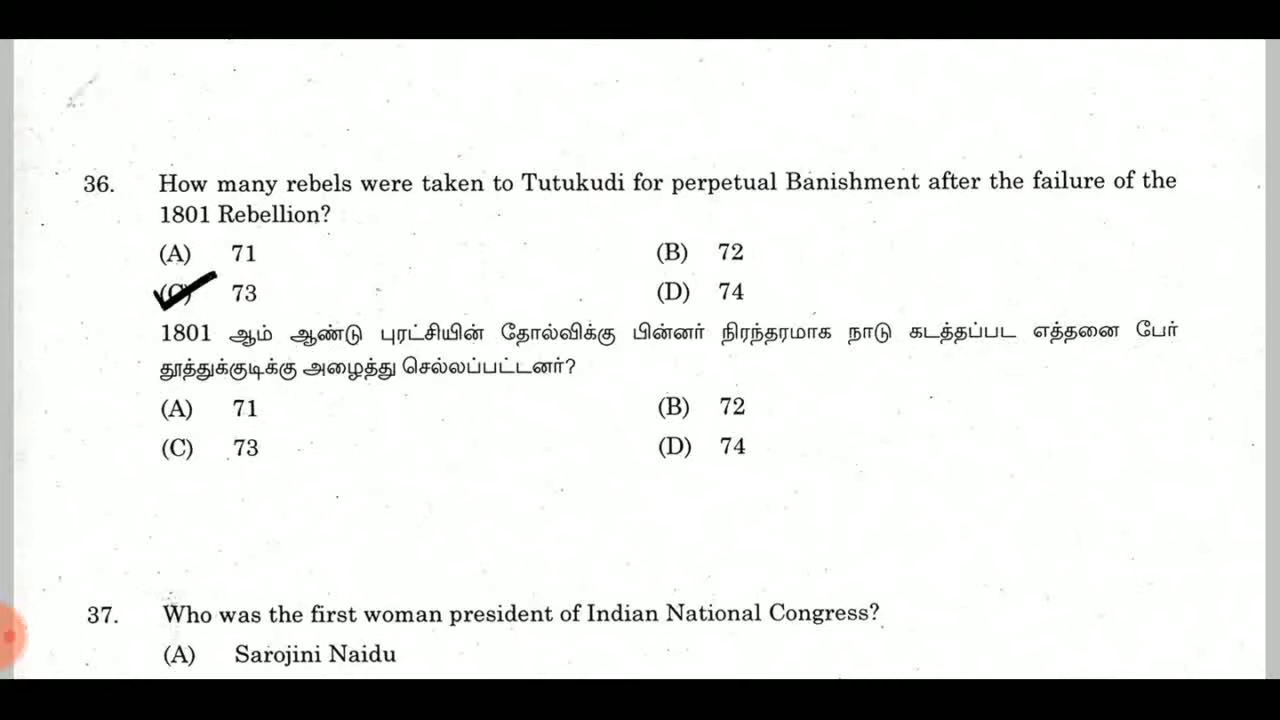 36. How many rebels were taken to Tutukudi for perpetual Banishment after the failure of the
1801 Rebellion?
(A) 71 (B) 72
(C) 73 (D) 74
1801 ஆம் ஆண்டு புரட்சியின் தோல்விக்கு பின்னர் நிரந்தரமாக நாடு கடத்தப்பட எத்தனை பேர்
தூத்துக்குடிக்கு அழைத்து செல்லப்பட்டனர்?
(A) 71 (B) 72
(C) 73 (D) 74
37. Who was the first woman president of Indian National Congress?
(A) Sarojini Naidu